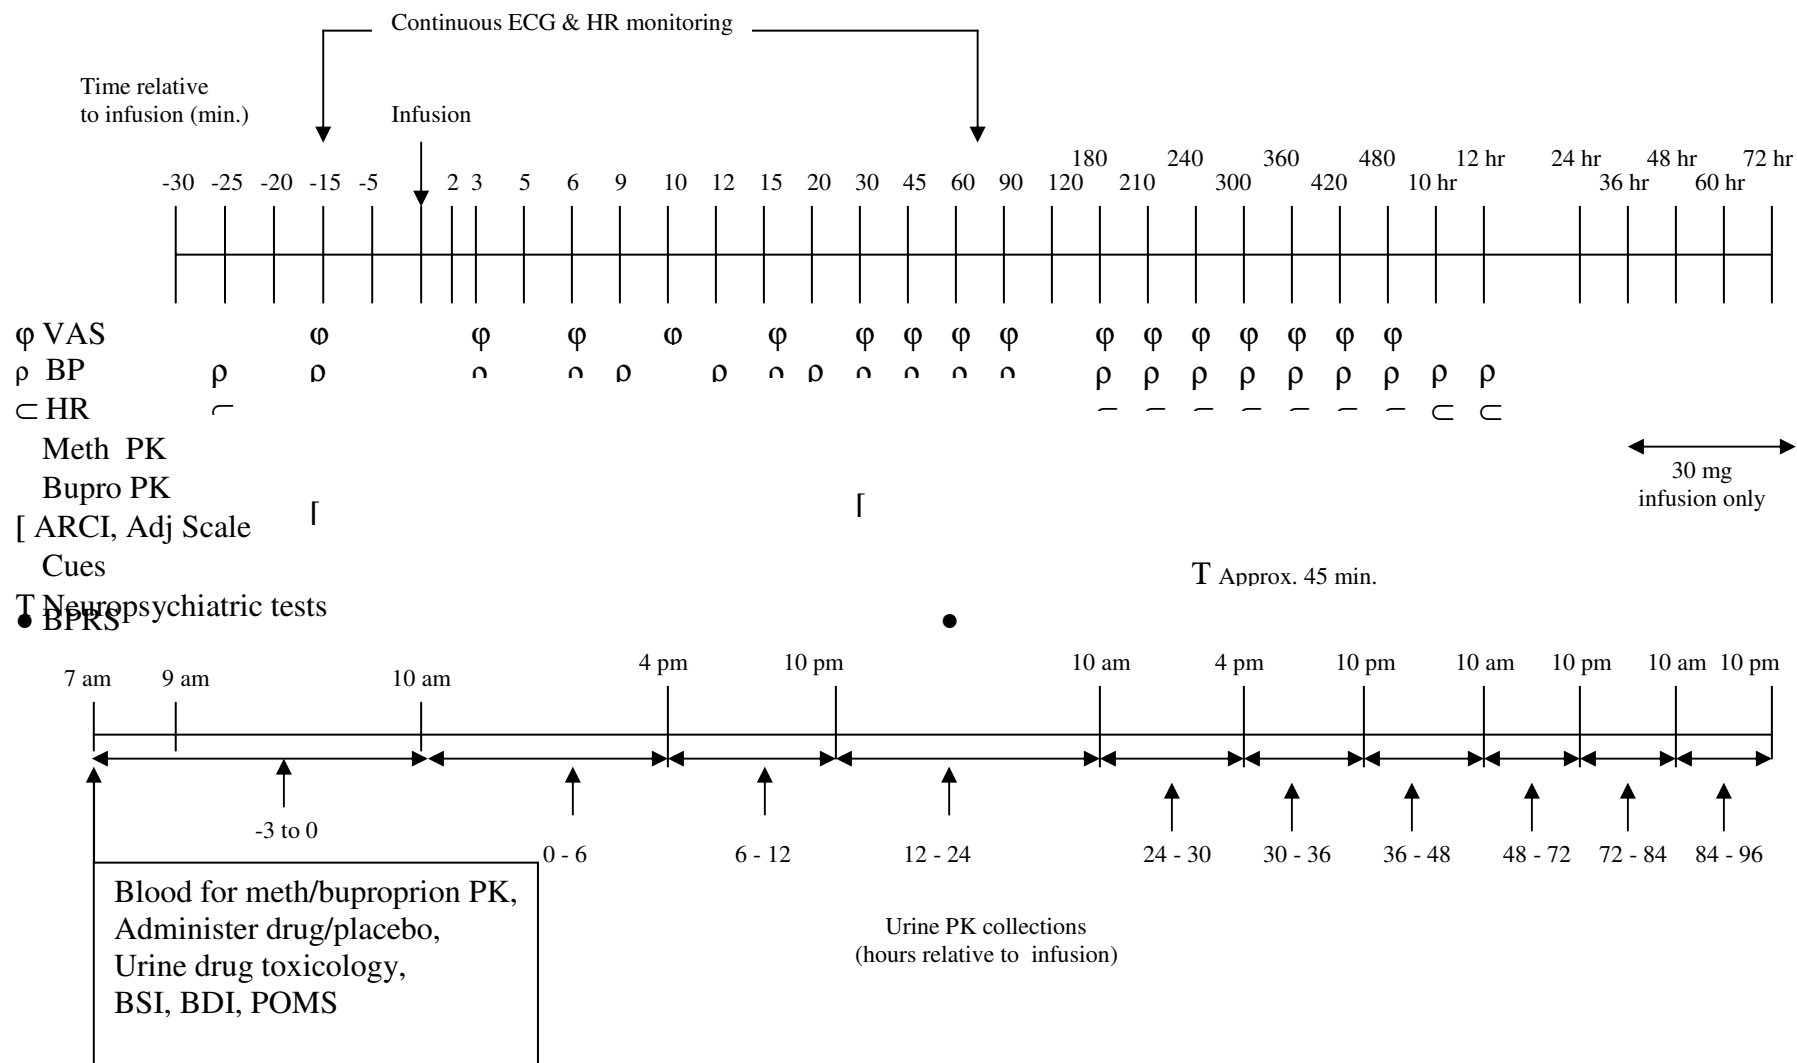 Continuous ECG & HR monitoring
Time relative
to infusion (min.)
Infusion
180 240 360 480 12 hr 24 hr 48 hr 72 hr
-30 -25 -20 -15 -5 2 3 5 6 9 10 12 15 20 30 45 60 90 120 210 300 420 10 hr 36 hr 60 hr
φ VAS φ φ φ φ φ φ φ φ φ φ φ φ φ φ φ φ
ρ BP ρ ρ ρ ρ ρ ρ ρ ρ ρ ρ ρ ρ ρ ρ ρ ρ ρ ρ ρ ρ
⊂ HR ⊂ ⊂ ⊂ ⊂ ⊂ ⊂ ⊂ ⊂ ⊂ ⊂
Meth PK
30 mg
infusion only
Bupro PK
⌈ ⌈
[ ARCI, Adj Scale
Cues
T Approx. 45 min.
T Neuropsychiatric tests
• BPRS •
7 am 9 am 10 am 4 pm 10 pm 10 am 4 pm 10 pm 10 am 10 pm 10 am 10 pm
-3 to 0
0 - 6 6 - 12 12 - 24 24 - 30 30 - 36 36 - 48 48 - 72 72 - 84 84 - 96
Blood for meth/buproprion PK,
Administer drug/placebo,
Urine drug toxicology,
BSI, BDI, POMS
Urine PK collections
(hours relative to infusion)